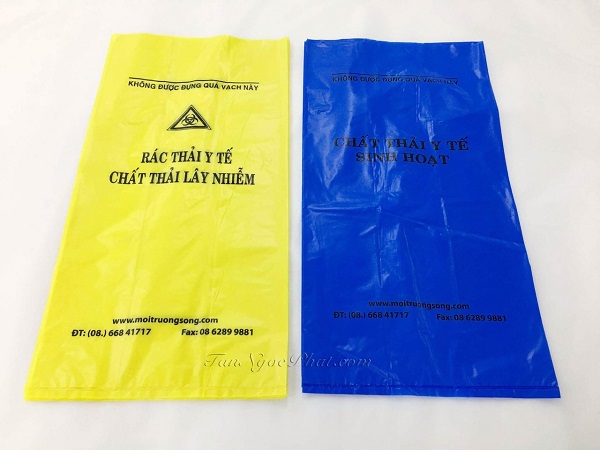 KHÔNG ĐƯỢC ĐỰNG QUÁ VẠCH NÀY
RÁC THẢI Y TẾ
CHẤT THẢI LÂY NHIỄM
www.moitruongsong.com
ĐT: (08.) 668 41717 Fax: 08 6289 9881
KHÔNG ĐƯỢC ĐỰNG QUÁ VẠCH NÀY
CHẤT THẢI Y TẾ
SINH HOẠT
www.moitruongsong.com
ĐT: (08.) 668 41717 Fax: 08 6289 9881
TanNgocPhat.com